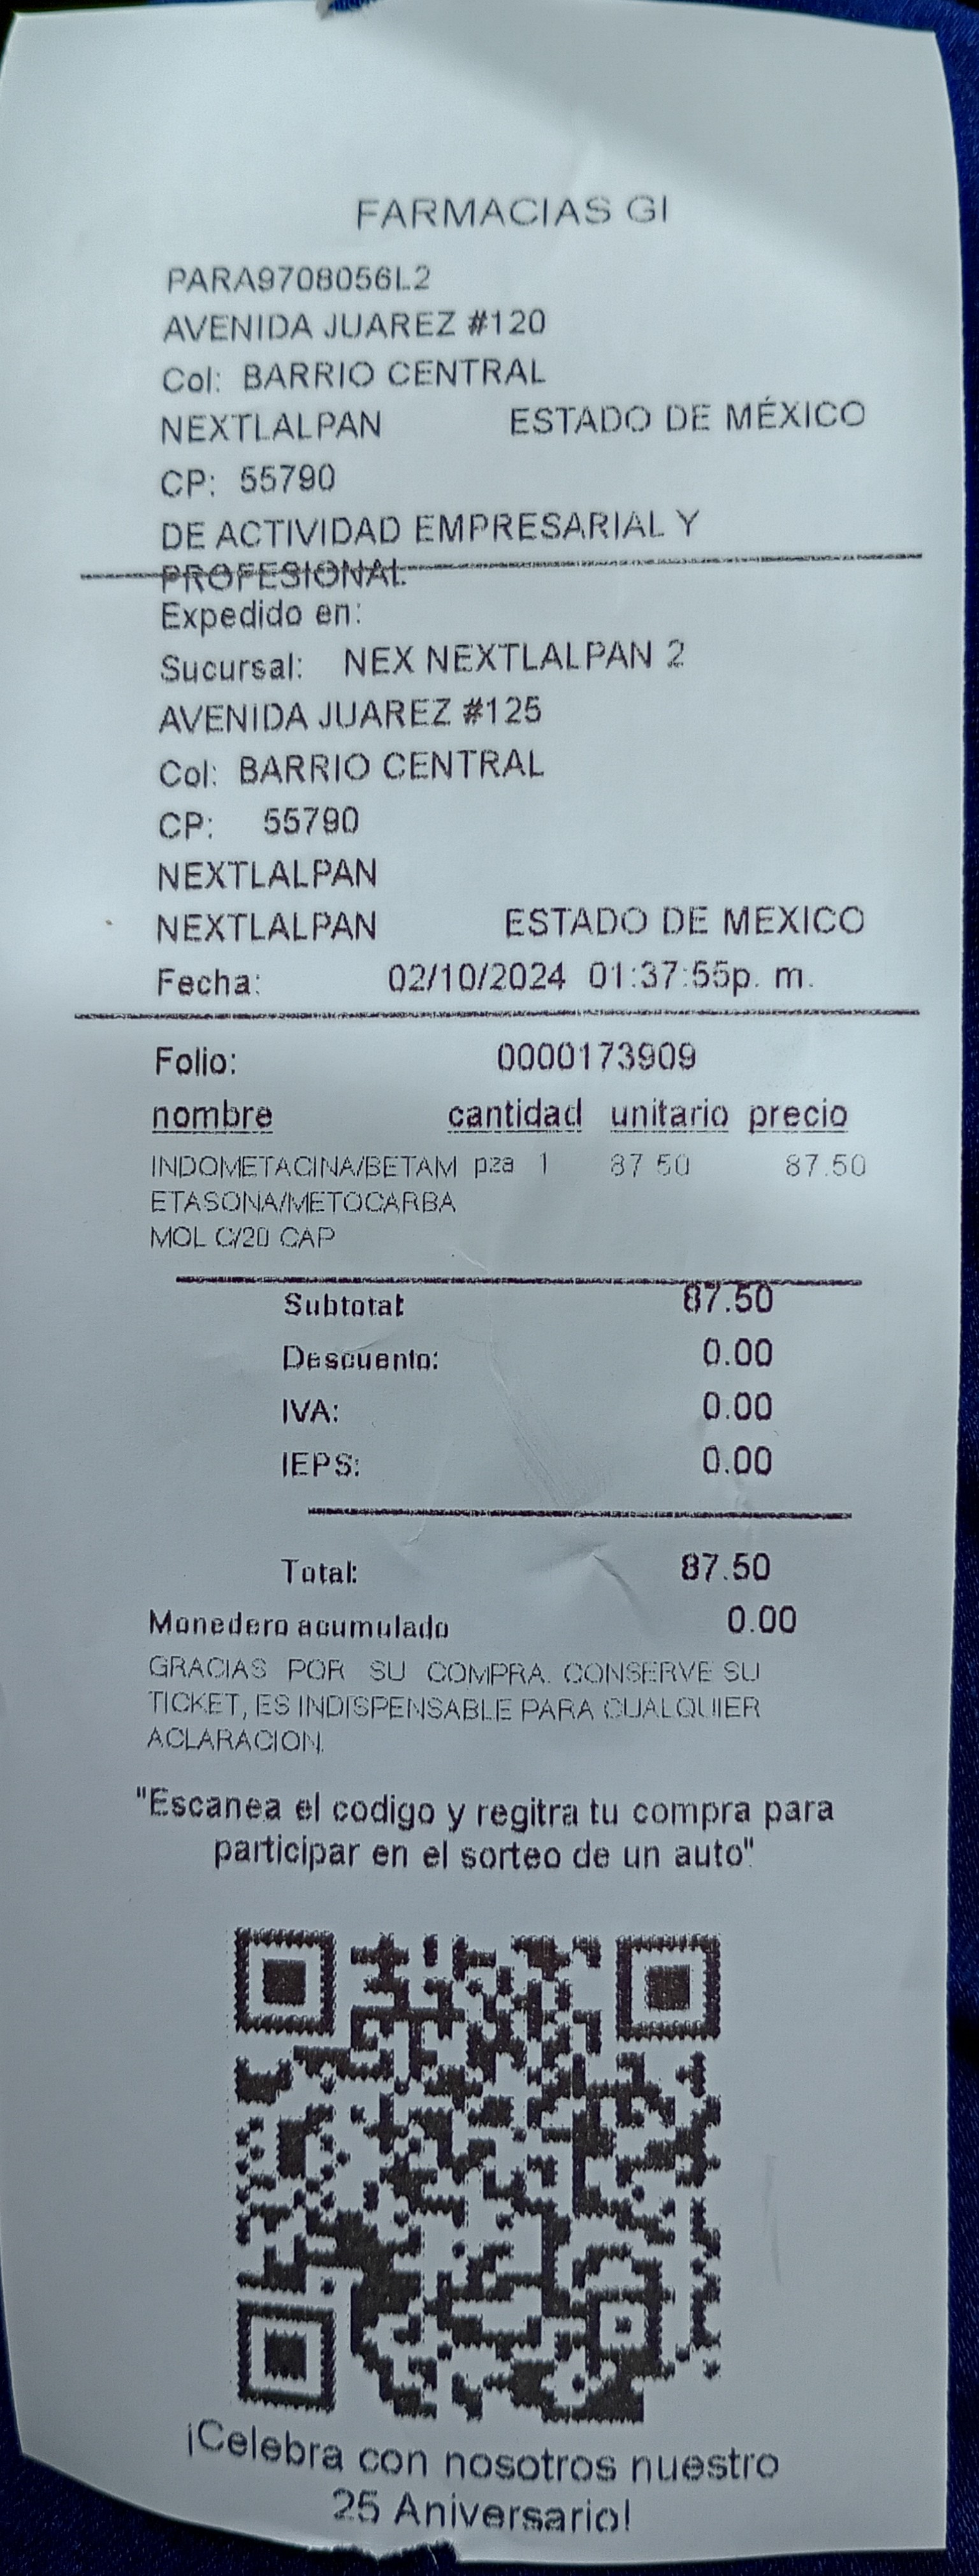 FARMACIAS GI
PARA9708056L2
AVENIDA JUAREZ #120
Col: BARRIO CENTRAL
NEXTLALPAN ESTADO DE MÉXICO
CP: 55790
DE ACTIVIDAD EMPRESARIAL Y
PROFESIONAL
Expedido en:
Sucursal: NEX NEXTLALPAN 2
AVENIDA JUAREZ #125
Col: BARRIO CENTRAL
CP: 55790
NEXTLALPAN
NEXTLALPAN ESTADO DE MEXICO
Fecha: 02/10/2024 01:37:55p. m.
Folio: 0000173909
nombre cantidad unitario precio
INDOMETACINA/BETAM pza 1 87.50 87.50
ETASONA/METOCARBA
MOL C/20 CAP
Subtotal: 87.50
Descuento: 0.00
IVA: 0.00
IEPS: 0.00
Total: 87.50
Monedero acumulado 0.00
GRACIAS POR SU COMPRA. CONSERVE SU
TICKET, ES INDISPENSABLE PARA CUALQUIER
ACLARACION.
"Escanea el codigo y regitra tu compra para
participar en el sorteo de un auto"
¡Celebra con nosotros nuestro
25 Aniversario!